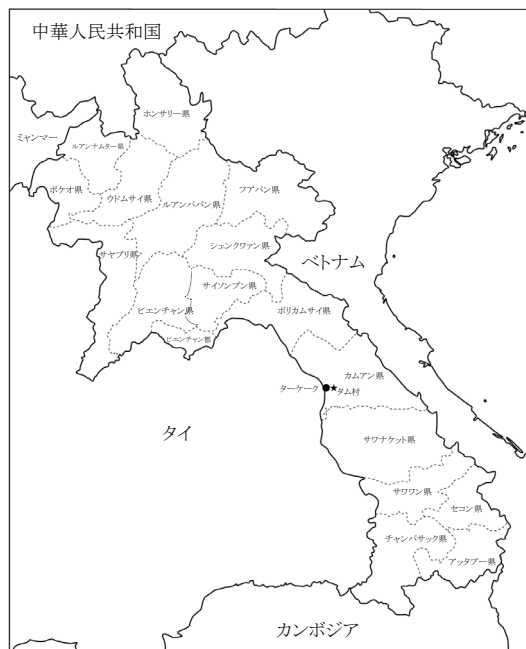 中華人民共和国
ホンサリー県
ミャンマー
ルアンナムター県
ボケオ県
ウドムサイ県
ルアンパバン県
フアパン県
サヤブリ県
シェンクワァン県
ベトナム
サイソンブン県
ビエンチャン県
ボリカムサイ県
ビエンチャン都
カムアン県
ターケーク
タム村
タイ
サワナケット県
サワワン県
セコン県
チャンパサック県
アッタプー県
カンボジア